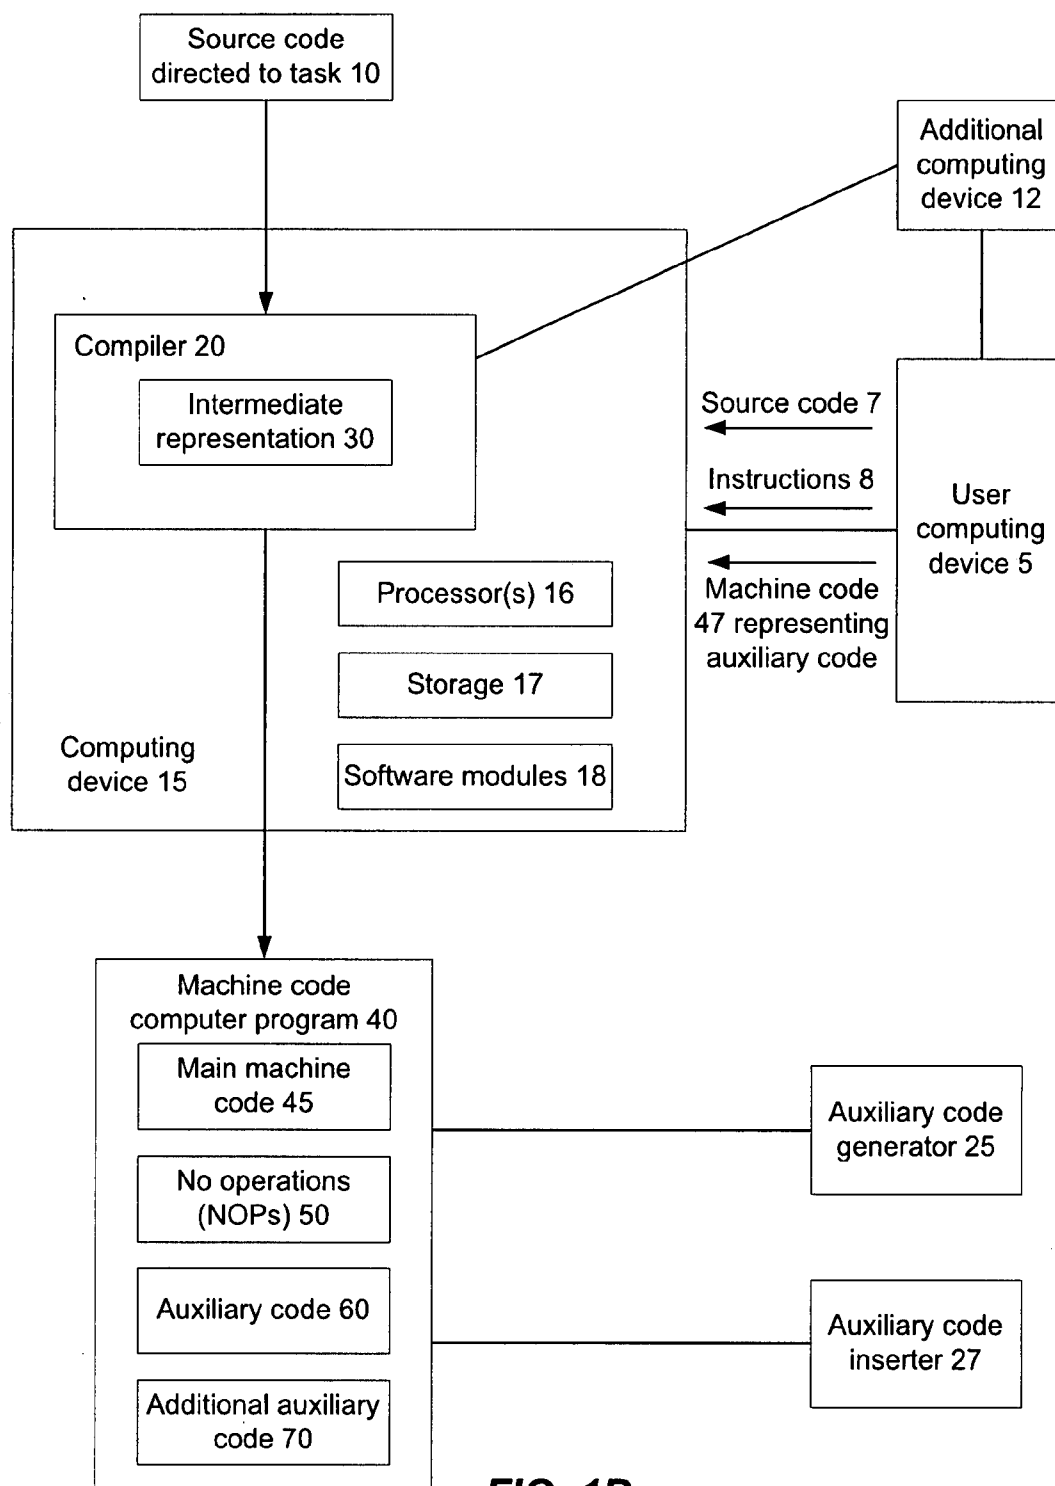 Source code
directed to task 10
Additional
computing
device 12
Compiler 20
Intermediate
representation 30
Source code 7
Instructions 8
User
computing
device 5
Machine code
47 representing
auxiliary code
Processor(s) 16
Storage 17
Software modules 18
Computing
device 15
Machine code
computer program 40
Main machine
code 45
Auxiliary code
generator 25
No operations
(NOPs) 50
Auxiliary code 60
Auxiliary code
inserter 27
Additional auxiliary
code 70